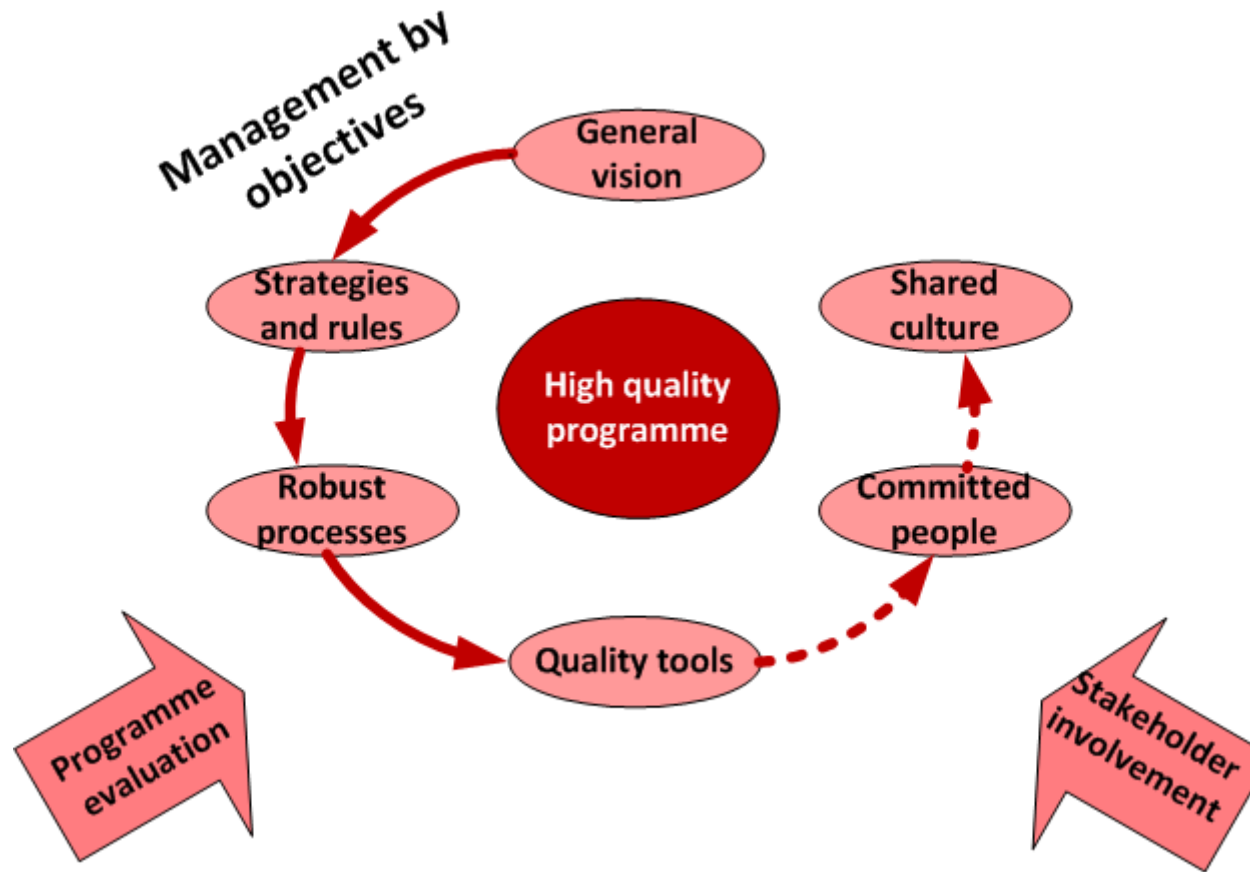 Management by
objectives
General
vision
Strategies
and rules
Shared
culture
High quality
programme
Robust
processes
Committed
people
Quality tools
Programme
evaluation
Stakeholder
involvement